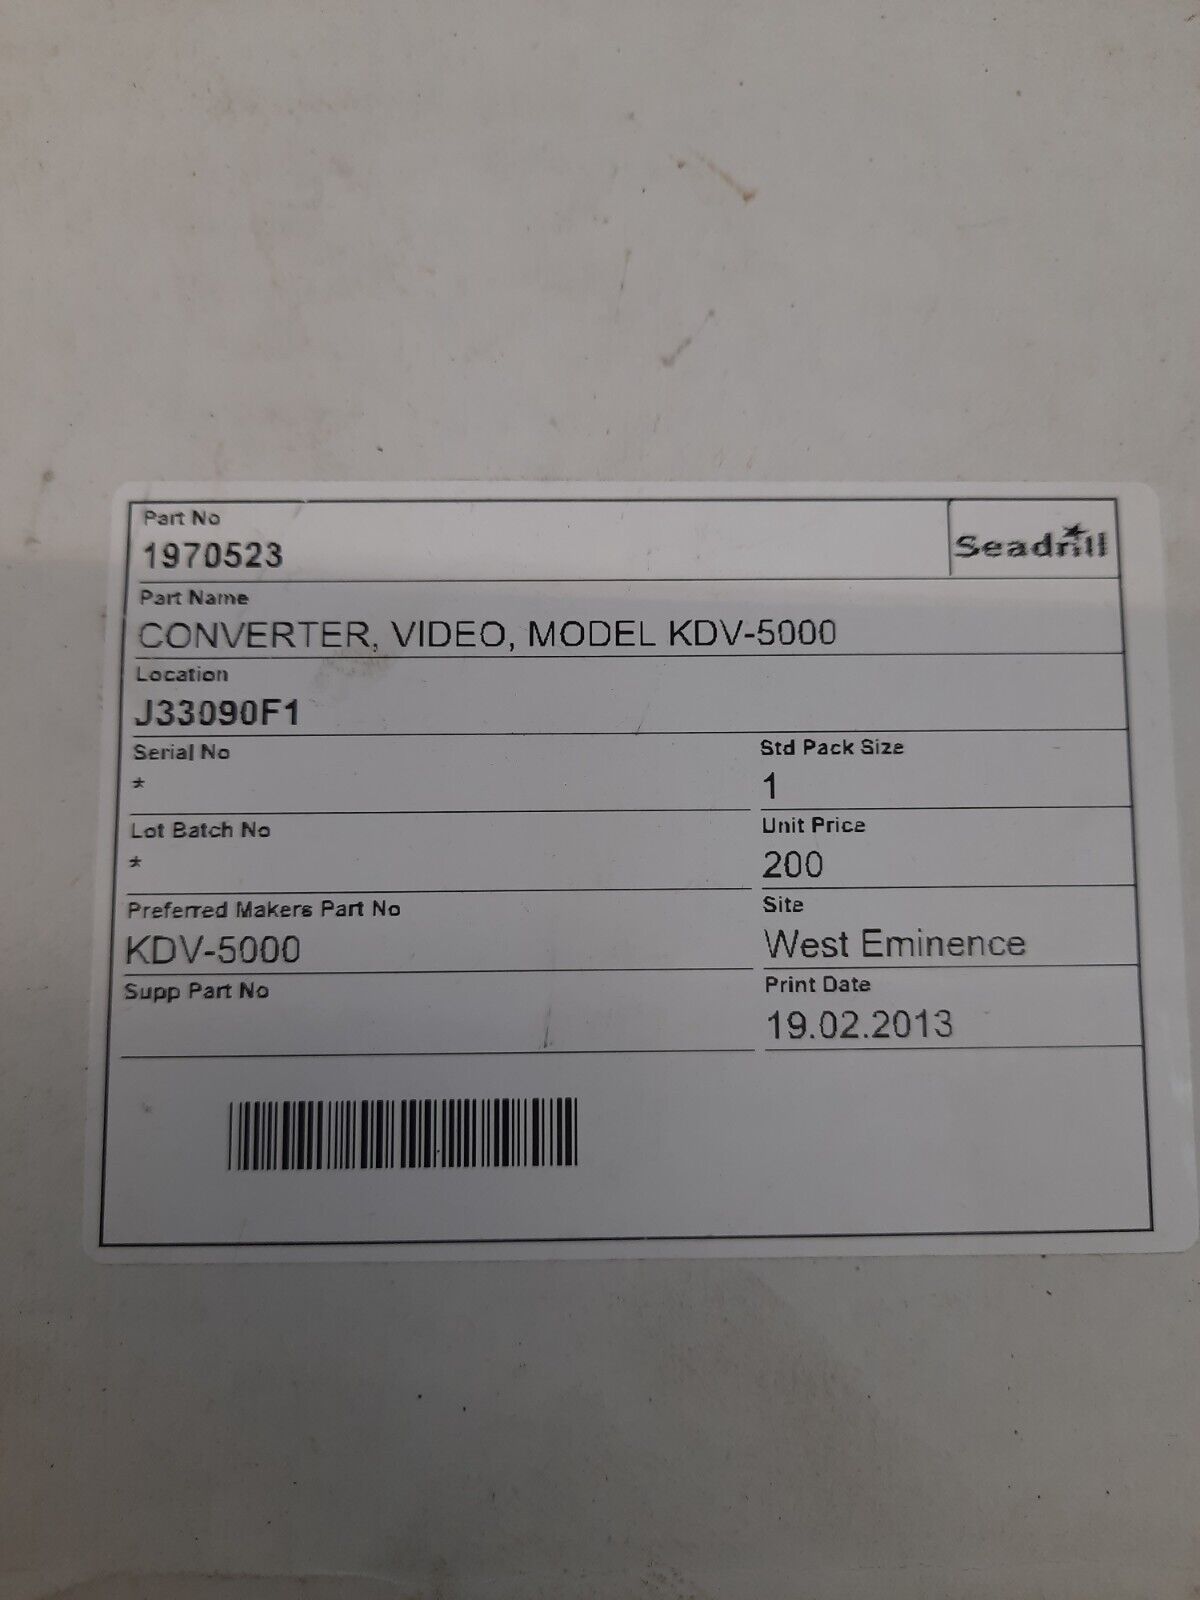 Part No
1970523
Seadrill
Part Name
CONVERTER, VIDEO, MODEL KDV-5000
Location
J33090F1
Serial No
*
Std Pack Size
1
Lot Batch No
*
Unit Price
200
Preferred Makers Part No
KDV-5000
Site
West Eminence
Supp Part No
Print Date
19.02.2013